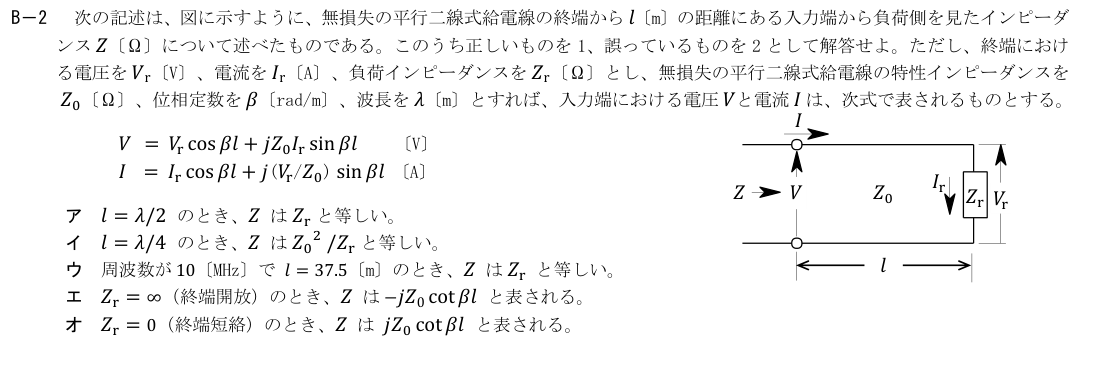 B－2　次の記述は、図に示すように、無損失の平行二線式給電線の終端から l〔m〕の距離にある入力端から負荷側を見たインピーダ
ンス Z〔Ω〕について述べたものである。このうち正しいものを 1、誤っているものを 2 として解答せよ。ただし、終端におけ
る電圧を Vr〔V〕、電流を Ir〔A〕、負荷インピーダンスを Zr〔Ω〕とし、無損失の平行二線式給電線の特性インピーダンスを
Z0〔Ω〕、位相定数を β〔rad/m〕、波長を λ〔m〕とすれば、入力端における電圧 V と電流 I は、次式で表されるものとする。
V = Vr cos βl + jZ0Ir sin βl 〔V〕
I = Ir cos βl + j(Vr/Z0) sin βl 〔A〕
ア l = λ/2 のとき、Z は Zr と等しい。
イ l = λ/4 のとき、Z は Z0²/Zr と等しい。
ウ 周波数が 10〔MHz〕で l = 37.5〔m〕のとき、Z は Zr と等しい。
エ Zr = ∞（終端開放）のとき、Z は −jZ0 cot βl と表される。
オ Zr = 0（終端短絡）のとき、Z は jZ0 cot βl と表される。
I
Z V Z0 Ir Zr Vr
l